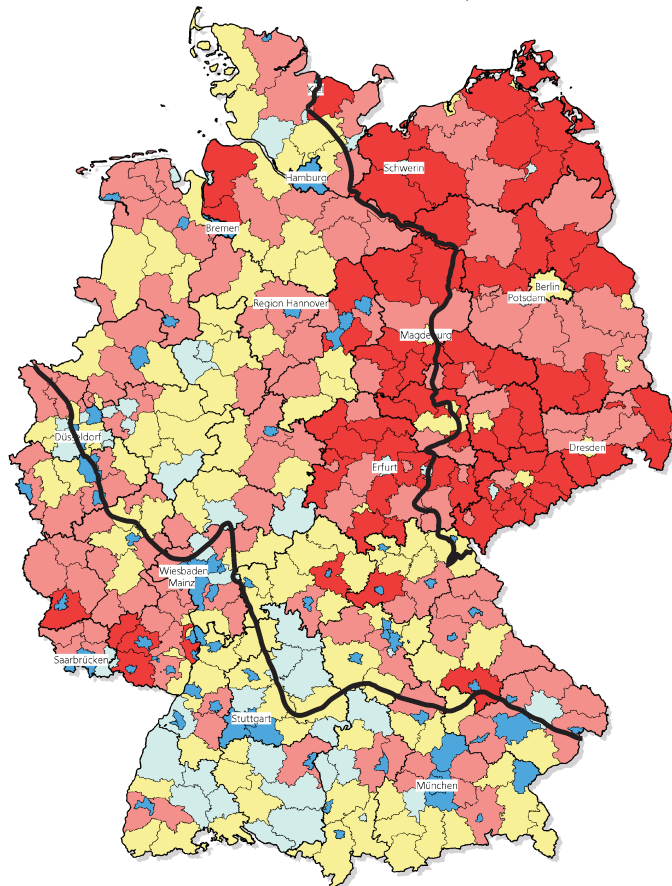 Hamburg
Schwerin
Bremen
Berlin
Potsdam
Region Hannover
Magdeburg
Düsseldorf
Dresden
Erfurt
Wiesbaden
Mainz
Saarbrücken
Stuttgart
München